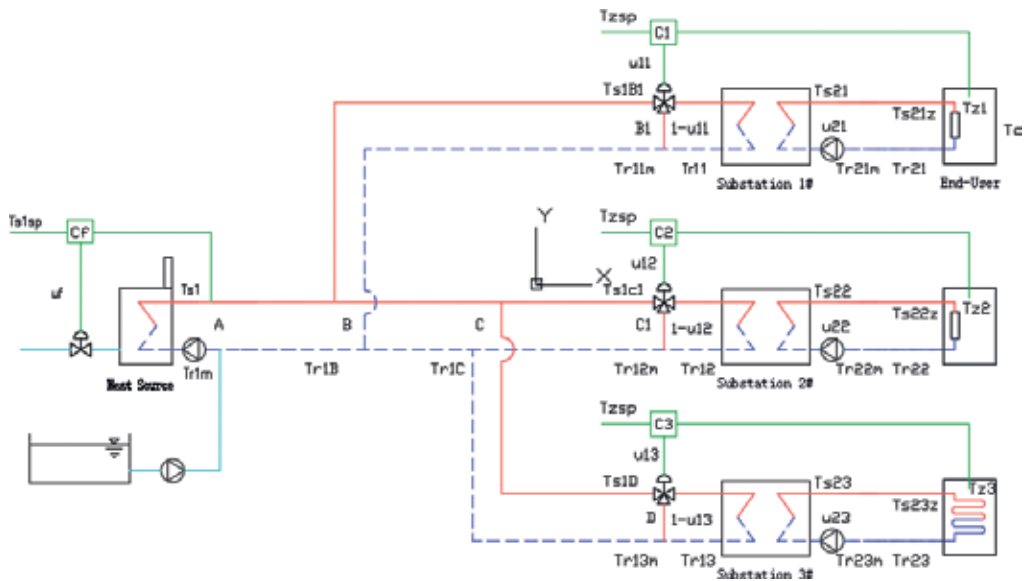 Tzsp
C1
u11
Ts1B1
Ts21
Tz1
Ts21z
To
B1
1-u11
u21
Tr11m
Tr11
Tr21m
Tr21
Substation 1#
End-User
Ts1sp
Cf
Tzsp
C2
Y
u12
X
uf
Ts1
Ts1c1
Ts22
Tz2
Ts22z
A
B
C
C1
1-u12
u22
Tr1m
Tr1B
Tr1C
Tr12m
Tr12
Tr22m
Tr22
Heat Source
Substation 2#
Tzsp
C3
u13
Ts1D
Ts23
Tz3
Ts23z
D
1-u13
u23
Tr13m
Tr13
Tr23m
Tr23
Substation 3#